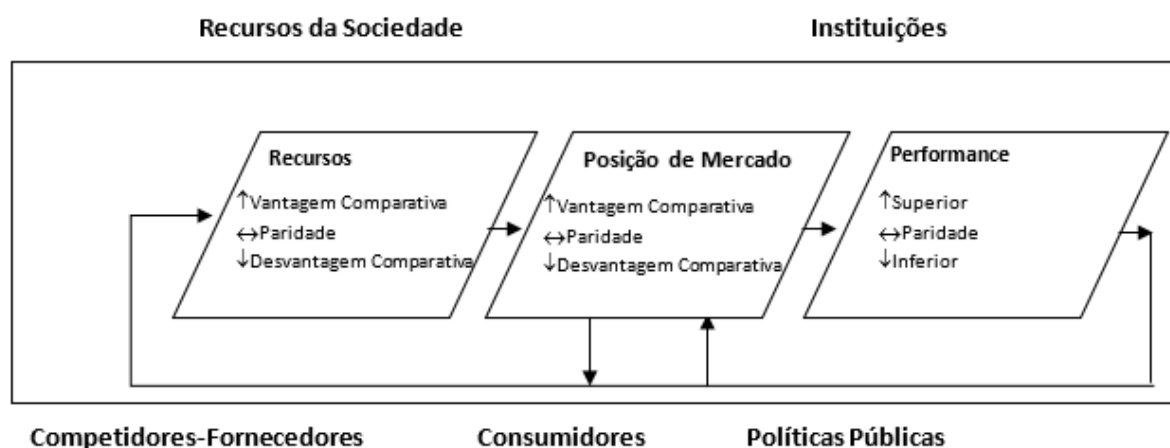 Recursos da Sociedade
Instituições
Recursos
↑Vantagem Comparativa
↔Paridade
↓Desvantagem Comparativa
Posição de Mercado
↑Vantagem Comparativa
↔Paridade
↓Desvantagem Comparativa
Performance
↑Superior
↔Paridade
↓Inferior
Competidores-Fornecedores
Consumidores
Políticas Públicas